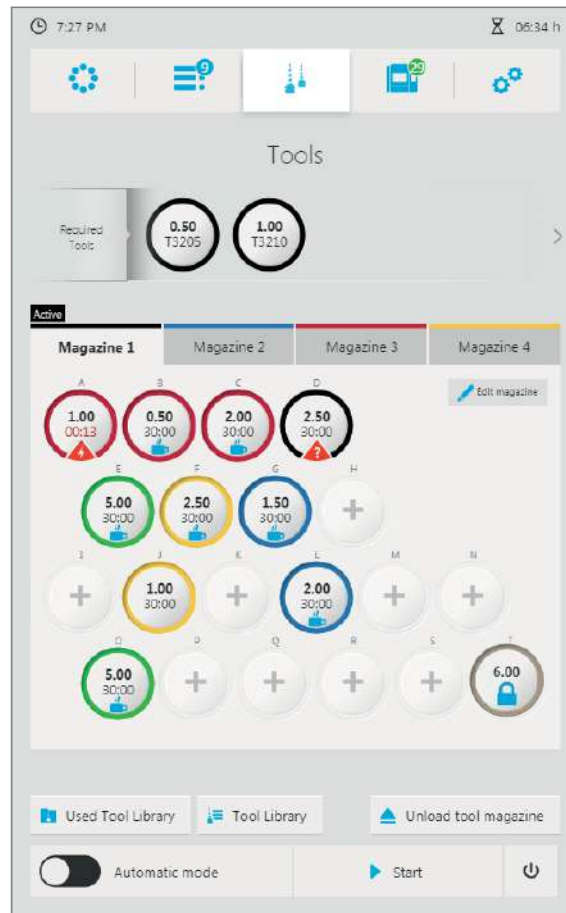 7:27 PM
06:34 h
9
29
Tools
Required
Tools
0.50
T3205
1.00
T3210
Active
Magazine 1
Magazine 2
Magazine 3
Magazine 4
Edit magazine
A
B
C
D
1.00
00:13
0.50
30:00
2.00
30:00
2.50
30:00
?
E
F
G
H
5.00
30:00
2.50
30:00
1.50
30:00
+
I
J
K
L
M
N
+
1.00
30:00
+
2.00
30:00
+
+
O
P
Q
R
S
T
5.00
30:00
+
+
+
+
6.00
Used Tool Library
Tool Library
Unload tool magazine
Automatic mode
Start